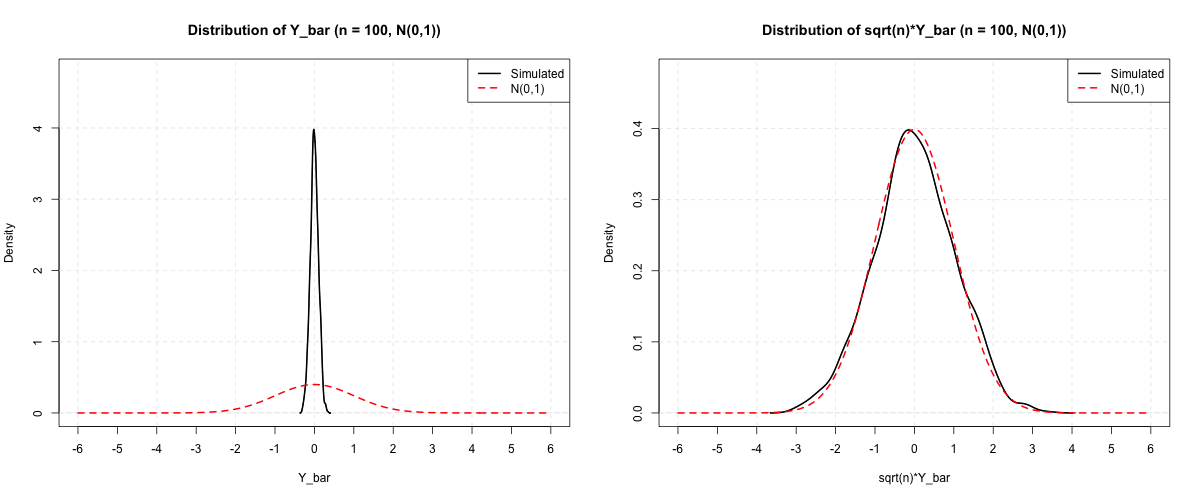 Distribution of Y_bar (n = 100, N(0,1))
Simulated
N(0,1)
4
3
2
1
0
Density
-6 -5 -4 -3 -2 -1 0 1 2 3 4 5 6
Y_bar
Distribution of sqrt(n)*Y_bar (n = 100, N(0,1))
Simulated
N(0,1)
0.4
0.3
0.2
0.1
0.0
Density
-6 -5 -4 -3 -2 -1 0 1 2 3 4 5 6
sqrt(n)*Y_bar